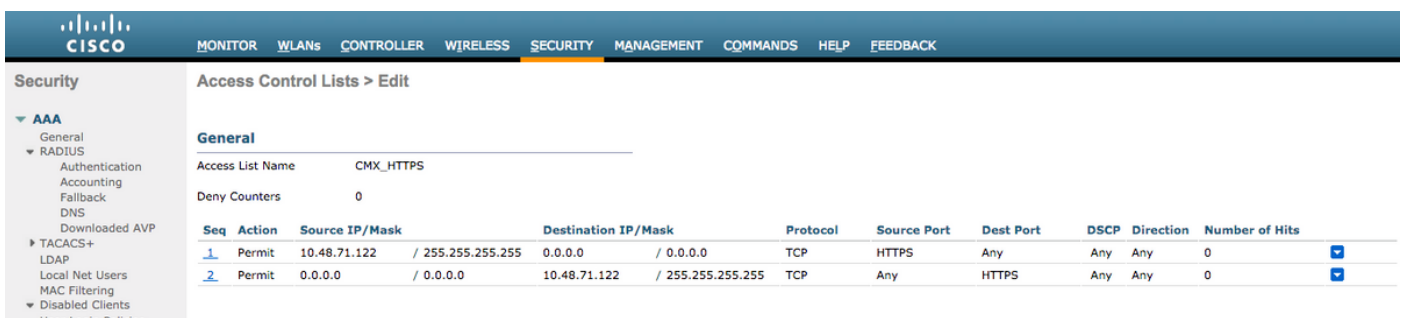 CISCO
MONITOR WLANs CONTROLLER WIRELESS SECURITY MANAGEMENT COMMANDS HELP FEEDBACK
Security
AAA
General
RADIUS
Authentication
Accounting
Fallback
DNS
Downloaded AVP
TACACS+
LDAP
Local Net Users
MAC Filtering
Disabled Clients
Access Control Lists > Edit
General
Access List Name CMX_HTTPS
Deny Counters 0
Seq Action Source IP/Mask Destination IP/Mask Protocol Source Port Dest Port DSCP Direction Number of Hits
1 Permit 10.48.71.122 / 255.255.255.255 0.0.0.0 / 0.0.0.0 TCP HTTPS Any Any Any 0
2 Permit 0.0.0.0 / 0.0.0.0 10.48.71.122 / 255.255.255.255 TCP Any HTTPS Any Any 0